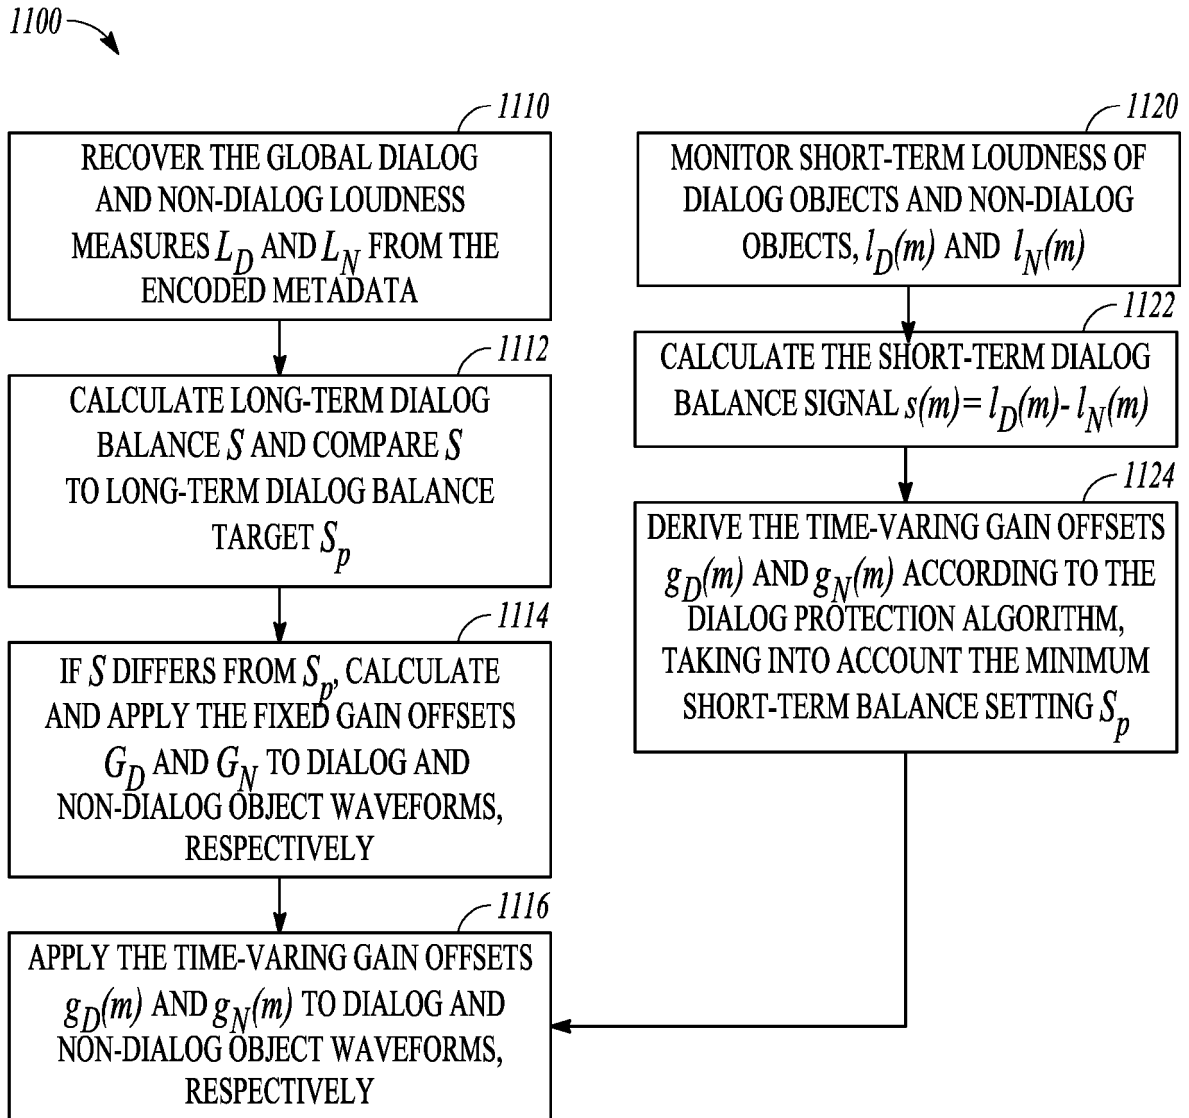 1100
1110
RECOVER THE GLOBAL DIALOG
AND NON-DIALOG LOUDNESS
MEASURES L_D AND L_N FROM THE
ENCODED METADATA
1112
CALCULATE LONG-TERM DIALOG
BALANCE S AND COMPARE S
TO LONG-TERM DIALOG BALANCE
TARGET S_p
1114
IF S DIFFERS FROM S_p, CALCULATE
AND APPLY THE FIXED GAIN OFFSETS
G_D AND G_N TO DIALOG AND
NON-DIALOG OBJECT WAVEFORMS,
RESPECTIVELY
1116
APPLY THE TIME-VARING GAIN OFFSETS
g_D(m) AND g_N(m) TO DIALOG AND
NON-DIALOG OBJECT WAVEFORMS,
RESPECTIVELY
1120
MONITOR SHORT-TERM LOUDNESS OF
DIALOG OBJECTS AND NON-DIALOG
OBJECTS, l_D(m) AND l_N(m)
1122
CALCULATE THE SHORT-TERM DIALOG
BALANCE SIGNAL s(m)= l_D(m)- l_N(m)
1124
DERIVE THE TIME-VARING GAIN OFFSETS
g_D(m) AND g_N(m) ACCORDING TO THE
DIALOG PROTECTION ALGORITHM,
TAKING INTO ACCOUNT THE MINIMUM
SHORT-TERM BALANCE SETTING S_p